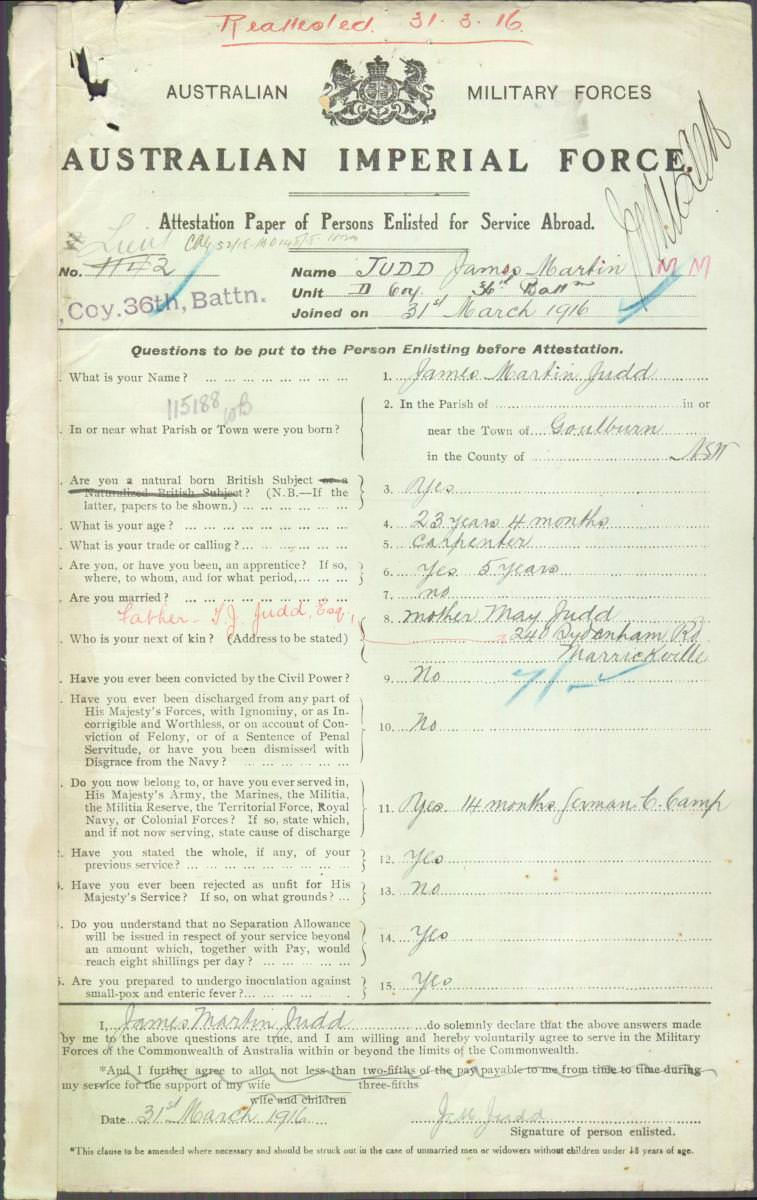 Reattested. 31.3.16
AUSTRALIAN MILITARY FORCES
AUSTRALIAN IMPERIAL FORCE.
Attestation Paper of Persons Enlisted for Service Abroad.
Lieut
No. 1142 Name JUDD James Martin M M
Coy. 36th, Battn. Unit D Coy. 36th Battn
Joined on 31st March 1916
Questions to be put to the Person Enlisting before Attestation.
. What is your Name? ... 1. James Martin Judd
115188
2. In the Parish of ... in or
. In or near what Parish or Town were you born? near the Town of Goulburn
in the County of NSW
. Are you a natural born British Subject or a
Naturalized British Subject? (N.B.—If the
latter, papers to be shown.) ... 3. Yes
. What is your age? ... 4. 23 years 4 months
. What is your trade or calling? ... 5. Carpenter
. Are you, or have you been, an apprentice? If so,
where, to whom, and for what period, ... 6. Yes 5 years
. Are you married? ... 7. no
Father - T.J. Judd, Esq., 8. mother May Judd
. Who is your next of kin? (Address to be stated) 240 Sydenham Rd
Marrickville
. Have you ever been convicted by the Civil Power? 9. No
. Have you ever been discharged from any part of
His Majesty's Forces, with Ignominy, or as In-
corrigible and Worthless, or on account of Con-
viction of Felony, or of a Sentence of Penal
Servitude, or have you been dismissed with
Disgrace from the Navy? ... 10. No
. Do you now belong to, or have you ever served in,
His Majesty's Army, the Marines, the Militia,
the Militia Reserve, the Territorial Force, Royal
Navy, or Colonial Forces? If so, state which,
and if not now serving, state cause of discharge 11. Yes. 14 months German C. Camp
. Have you stated the whole, if any, of your
previous service? ... 12. Yes
. Have you ever been rejected as unfit for His
Majesty's Service? If so, on what grounds? ... 13. No
. Do you understand that no Separation Allowance
will be issued in respect of your service beyond
an amount which, together with Pay, would
reach eight shillings per day? ... 14. Yes
. Are you prepared to undergo inoculation against
small-pox and enteric fever? ... 15. Yes
I, James Martin Judd do solemnly declare that the above answers made
by me to the above questions are true, and I am willing and hereby voluntarily agree to serve in the Military
Forces of the Commonwealth of Australia within or beyond the limits of the Commonwealth.
*And I further agree to allot not less than two-fifths of the pay payable to me from time to time during
my service for the support of my wife three-fifths
wife and children
Date 31st March 1916 J.M. Judd
Signature of person enlisted.
*This clause to be amended where necessary and should be struck out in the case of unmarried men or widowers without children under 18 years of age.